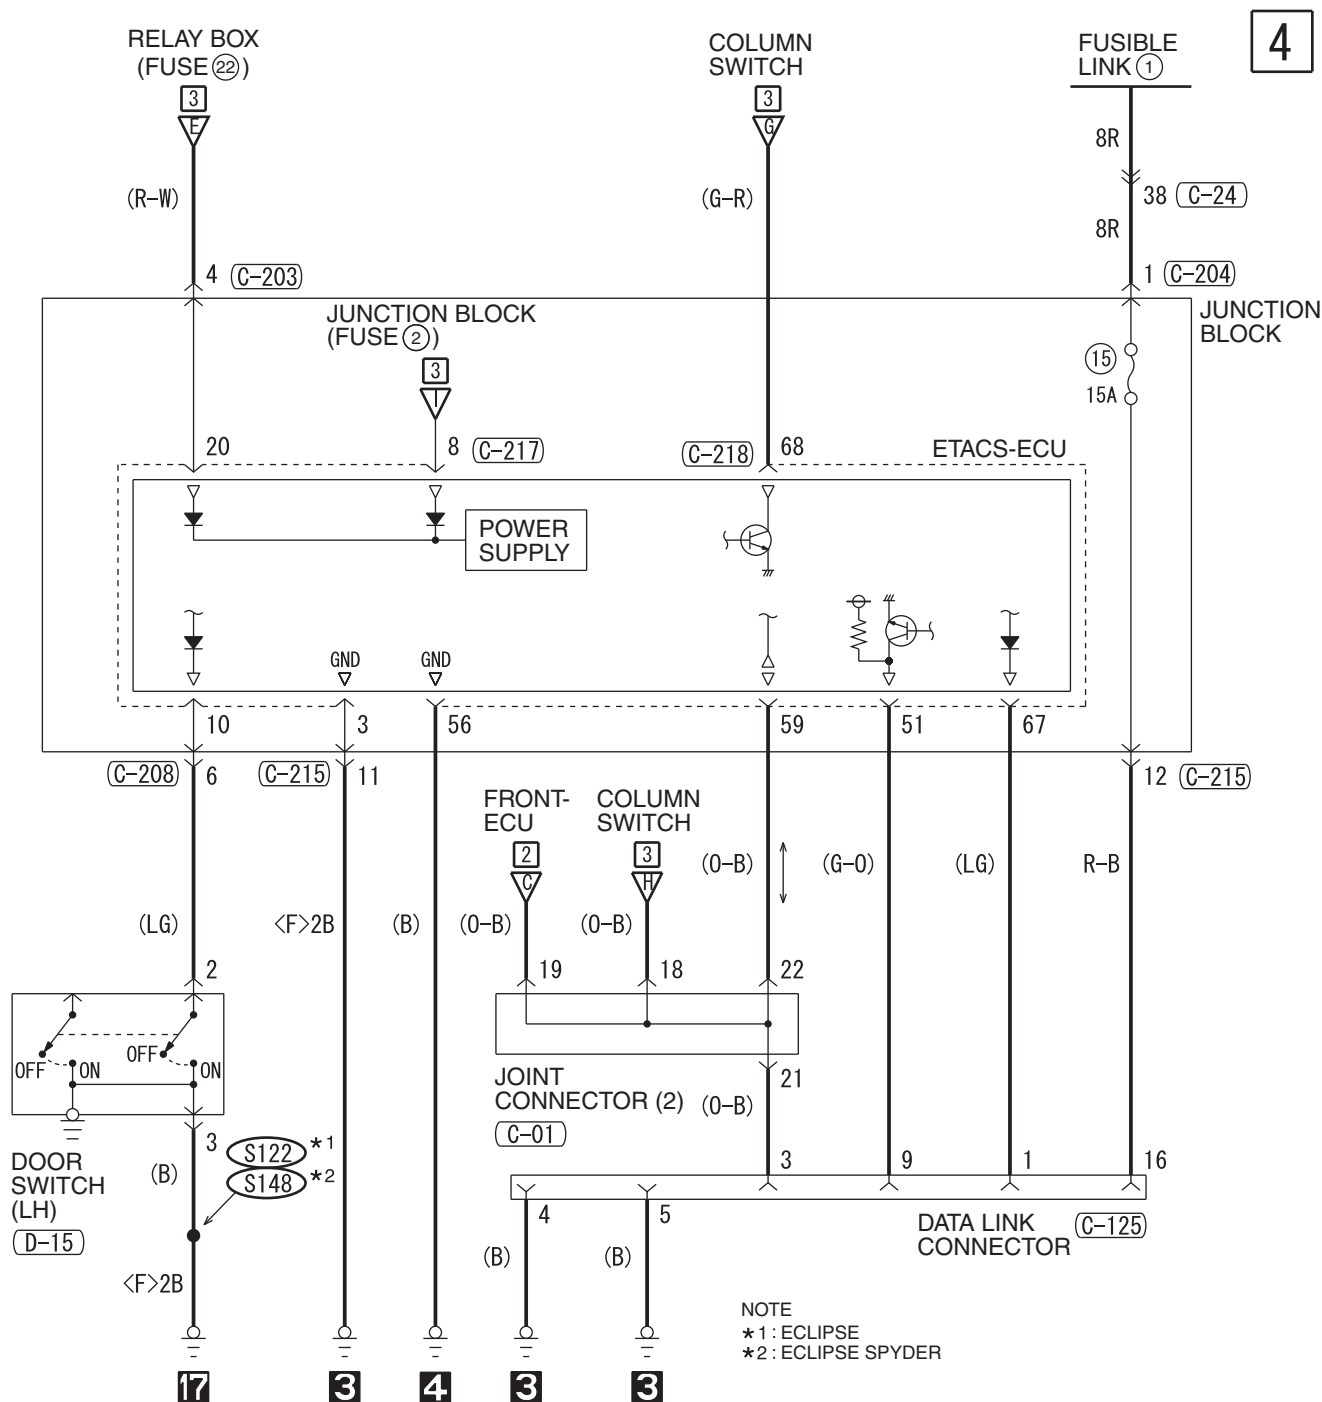 4
RELAY BOX
(FUSE 22)
COLUMN
SWITCH
FUSIBLE
LINK 1
3
E
3
G
8R
(R-W)
(G-R)
38 C-24
8R
4 C-203
1 C-204
JUNCTION BLOCK
(FUSE 2)
JUNCTION
BLOCK
3
I
15
15A
20
8 C-217
C-218 68
ETACS-ECU
POWER
SUPPLY
GND
GND
10
3
56
59
51
67
C-208 6
C-215 11
12 C-215
FRONT-
ECU
COLUMN
SWITCH
2
C
3
H
(O-B)
(G-O)
(LG)
R-B
(LG)
<F>2B
(B)
(O-B)
(O-B)
2
19
18
22
OFF
ON
OFF
ON
JOINT
CONNECTOR (2)
C-01
21
(O-B)
3
S122 *1
S148 *2
DOOR
SWITCH
(LH)
D-15
(B)
3
9
1
16
4
5
DATA LINK
CONNECTOR
C-125
(B)
(B)
<F>2B
NOTE
*1 : ECLIPSE
*2 : ECLIPSE SPYDER
17
3
4
3
3